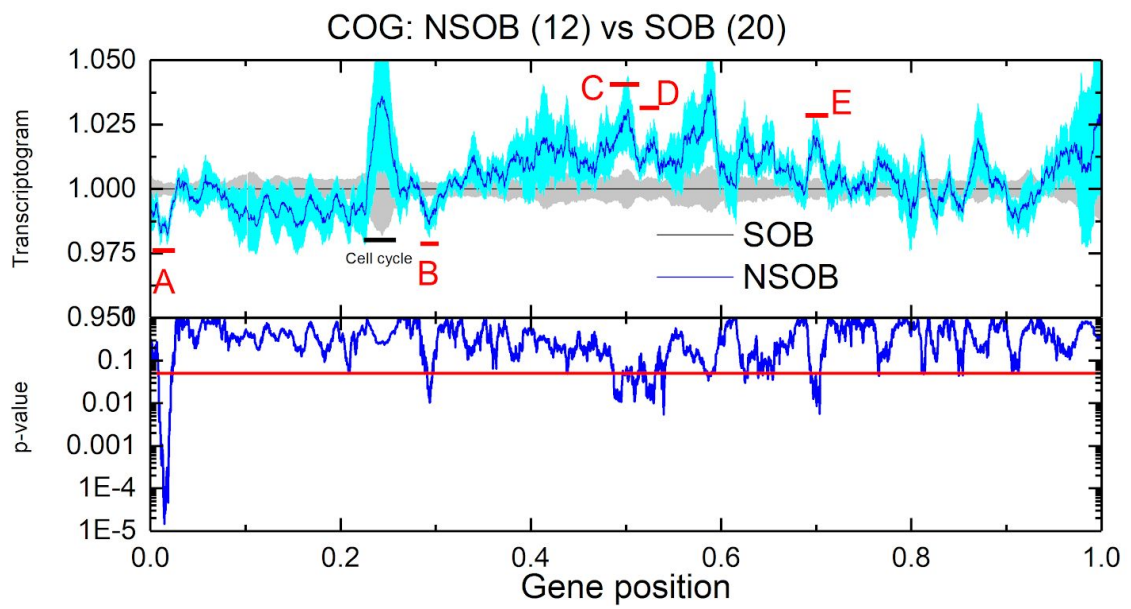 COG: NSOB (12) vs SOB (20)
1.050
1.025
1.000
0.975
0.950
Transcriptogram
C
D
E
A
Cell cycle
B
SOB
NSOB
1
0.1
0.01
0.001
1E-4
1E-5
p-value
0.0 0.2 0.4 0.6 0.8 1.0
Gene position